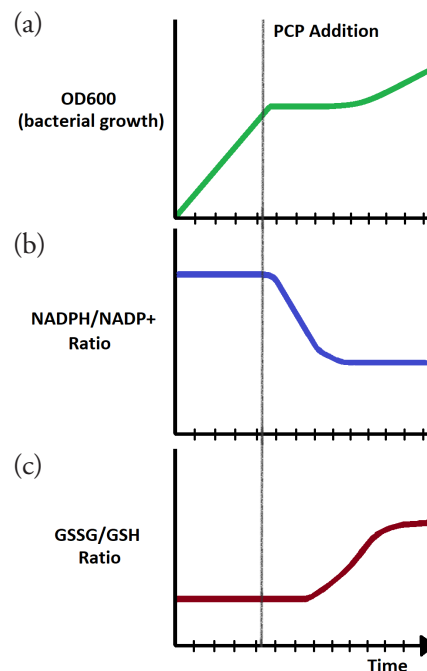 (a)
PCP Addition
OD600
(bacterial growth)
(b)
NADPH/NADP+
Ratio
(c)
GSSG/GSH
Ratio
Time